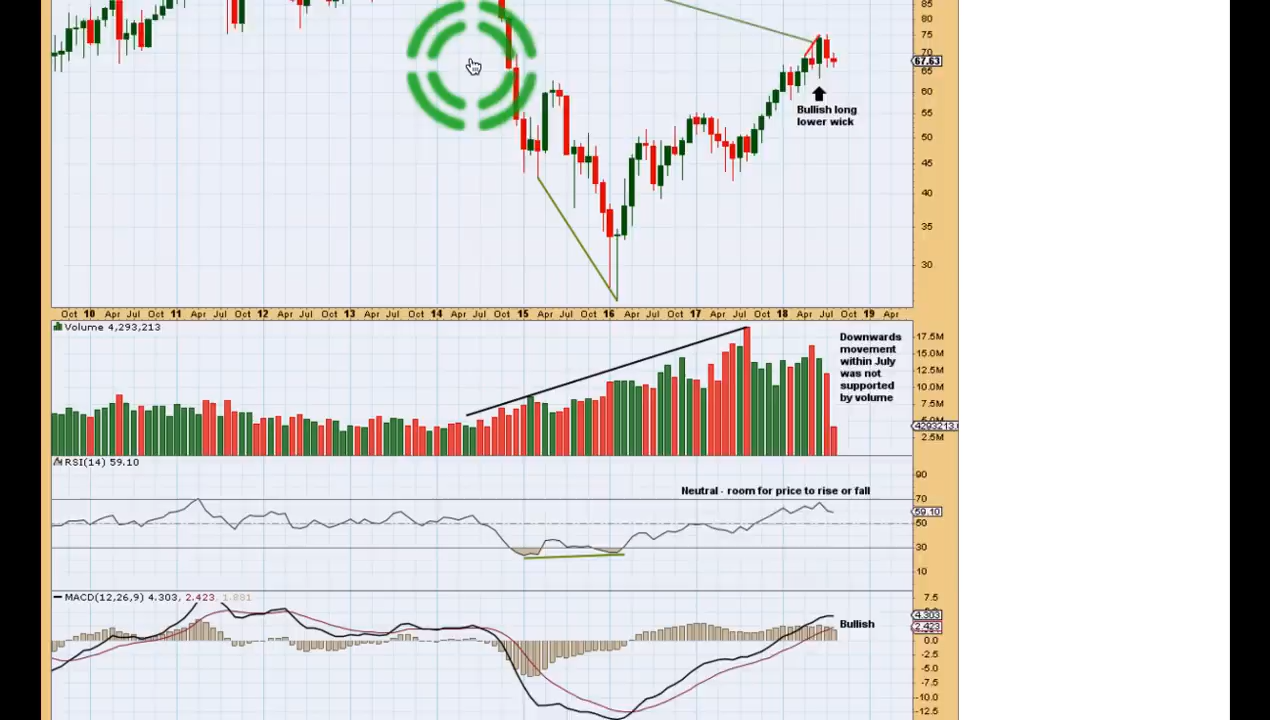 85
80
75
70
67.63
65
60
55
50
45
40
35
30
Bullish long
lower wick
Oct 10 Apr Jul Oct 11 Apr Jul Oct 12 Apr Jul Oct 13 Apr Jul Oct 14 Apr Jul Oct 15 Apr Jul Oct 16 Apr Jul Oct 17 Apr Jul Oct 18 Apr Jul Oct 19 Apr
Volume 4,293,213
Downwards
movement
within July
was not
supported
by volume
17.5M
15.0M
12.5M
10.0M
7.5M
5.0M
4293213.0
2.5M
RSI(14) 59.10
Neutral - room for price to rise or fall
90
70
59.10
50
30
10
MACD(12,26,9) 4.303, 2.423, 1.881
Bullish
7.5
4.303
2.423
0.0
-2.5
-5.0
-7.5
-10.0
-12.5